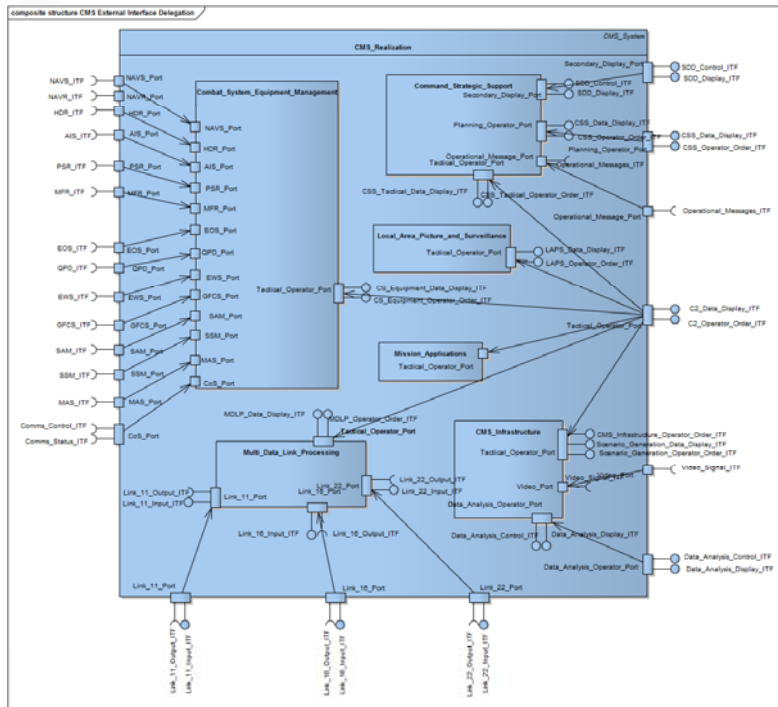 composite structure CMS External Interface Delegation
CMS_System
CMS_Realization
NAVS_ITF
NAVS_Port
NAVR_ITF
NAVR_Port
HDR_ITF
HDR_Port
AIS_ITF
AIS_Port
PSR_ITF
PSR_Port
MFR_ITF
MFR_Port
EOS_ITF
EOS_Port
QPD_ITF
QPD_Port
EWS_ITF
EWS_Port
GFCS_ITF
GFCS_Port
SAM_ITF
SAM_Port
SSM_ITF
SSM_Port
MAS_ITF
MAS_Port
Comms_Control_ITF
Comms_Status_ITF
CoS_Port
Combat_System_Equipment_Management
NAVS_Port
HDR_Port
AIS_Port
PSR_Port
MFR_Port
EOS_Port
QPD_Port
EWS_Port
GFCS_Port
SAM_Port
SSM_Port
MAS_Port
CoS_Port
Tactical_Operator_Port
CS_Equipment_Data_Display_ITF
CS_Equipment_Operator_Order_ITF
Command_Strategic_Support
Secondary_Display_Port
SDD_Control_ITF
SDD_Display_ITF
Planning_Operator_Port
CSS_Data_Display_ITF
CSS_Operator_Order_ITF
Operational_Message_Port
Operational_Messages_ITF
Tactical_Operator_Port
CSS_Tactical_Data_Display_ITF
CSS_Tactical_Operator_Order_ITF
Secondary_Display_Port
SDD_Control_ITF
SDD_Display_ITF
Planning_Operator_Port
CSS_Data_Display_ITF
CSS_Operator_Order_ITF
Operational_Message_Port
Operational_Messages_ITF
Local_Area_Picture_and_Surveillance
Tactical_Operator_Port
LAPS_Data_Display_ITF
LAPS_Operator_Order_ITF
C2_Data_Display_ITF
C2_Operator_Order_ITF
Tactical_Operator_Port
Mission_Applications
Tactical_Operator_Port
MDLP_Data_Display_ITF
MDLP_Operator_Order_ITF
Tactical_Operator_Port
Multi_Data_Link_Processing
Link_11_Output_ITF
Link_11_Input_ITF
Link_11_Port
Link_16_Port
Link_22_Port
Link_22_Output_ITF
Link_22_Input_ITF
Link_16_Input_ITF
Link_16_Output_ITF
CMS_Infrastructure
Tactical_Operator_Port
CMS_Infrastructure_Operator_Order_ITF
Scenario_Generation_Data_Display_ITF
Scenario_Generation_Operator_Order_ITF
Video_Port
Video_Signal_ITF
Video_Port
Video_Signal_ITF
Data_Analysis_Operator_Port
Data_Analysis_Control_ITF
Data_Analysis_Display_ITF
Data_Analysis_Operator_Port
Data_Analysis_Control_ITF
Data_Analysis_Display_ITF
Link_11_Port
Link_16_Port
Link_22_Port
Link_11_Output_ITF
Link_11_Input_ITF
Link_16_Output_ITF
Link_16_Input_ITF
Link_22_Output_ITF
Link_22_Input_ITF